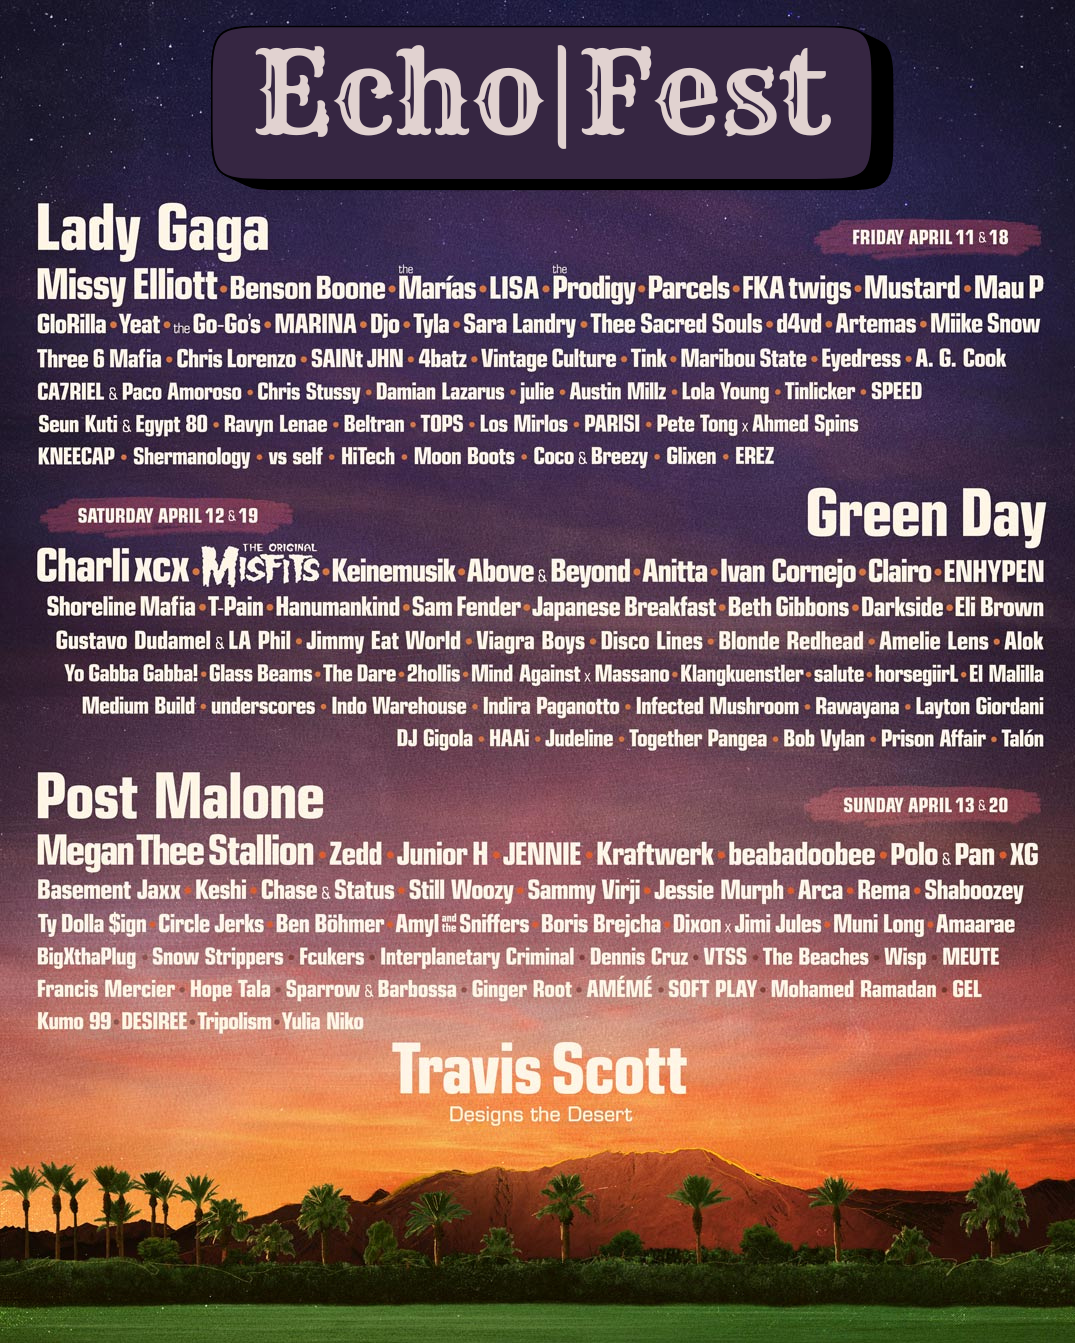 Echo|Fest
Lady Gaga
FRIDAY APRIL 11 & 18
Missy Elliott • Benson Boone • the Marías • LISA • the Prodigy • Parcels • FKA twigs • Mustard • Mau P
GloRilla • Yeat • the Go-Go's • MARINA • Djo • Tyla • Sara Landry • Thee Sacred Souls • d4vd • Artemas • Miike Snow
Three 6 Mafia • Chris Lorenzo • SAINt JHN • 4batz • Vintage Culture • Tink • Maribou State • Eyedress • A. G. Cook
CA7RIEL & Paco Amoroso • Chris Stussy • Damian Lazarus • julie • Austin Millz • Lola Young • Tinlicker • SPEED
Seun Kuti & Egypt 80 • Ravyn Lenae • Beltran • TOPS • Los Mirlos • PARISI • Pete Tong x Ahmed Spins
KNEECAP • Shermanology • vs self • HiTech • Moon Boots • Coco & Breezy • Glixen • EREZ
Green Day
SATURDAY APRIL 12 & 19
Charli xcx • THE ORIGINAL MISFITS • Keinemusik • Above & Beyond • Anitta • Ivan Cornejo • Clairo • ENHYPEN
Shoreline Mafia • T-Pain • Hanumankind • Sam Fender • Japanese Breakfast • Beth Gibbons • Darkside • Eli Brown
Gustavo Dudamel & LA Phil • Jimmy Eat World • Viagra Boys • Disco Lines • Blonde Redhead • Amelie Lens • Alok
Yo Gabba Gabba! • Glass Beams • The Dare • 2hollis • Mind Against x Massano • Klangkuenstler • salute • horsegiirL • El Malilla
Medium Build • underscores • Indo Warehouse • Indira Paganotto • Infected Mushroom • Rawayana • Layton Giordani
DJ Gigola • HAAi • Judeline • Together Pangea • Bob Vylan • Prison Affair • Talón
Post Malone
SUNDAY APRIL 13 & 20
Megan Thee Stallion • Zedd • Junior H • JENNIE • Kraftwerk • beabadoobee • Polo & Pan • XG
Basement Jaxx • Keshi • Chase & Status • Still Woozy • Sammy Virji • Jessie Murph • Arca • Rema • Shaboozey
Ty Dolla $ign • Circle Jerks • Ben Böhmer • Amyl and the Sniffers • Boris Brejcha • Dixon x Jimi Jules • Muni Long • Amaarae
BigXthaPlug • Snow Strippers • Fcukers • Interplanetary Criminal • Dennis Cruz • VTSS • The Beaches • Wisp • MEUTE
Francis Mercier • Hope Tala • Sparrow & Barbossa • Ginger Root • AMÉMÉ • SOFT PLAY • Mohamed Ramadan • GEL
Kumo 99 • DESIREE • Tripolism • Yulia Niko
Travis Scott
Designs the Desert